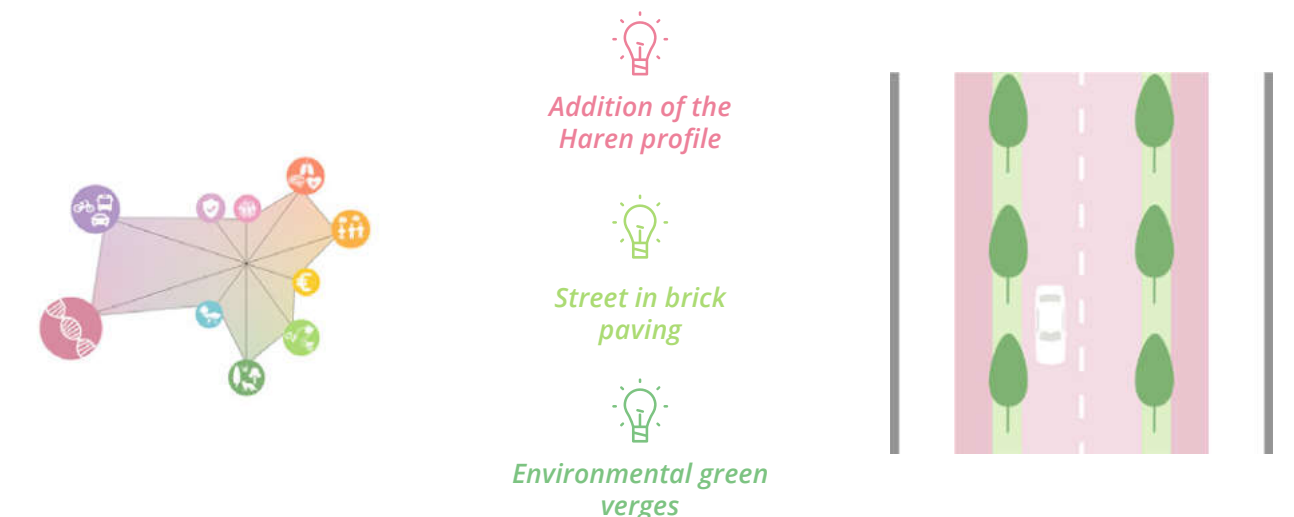 Addition of the
Haren profile
Street in brick
paving
Environmental green
verges